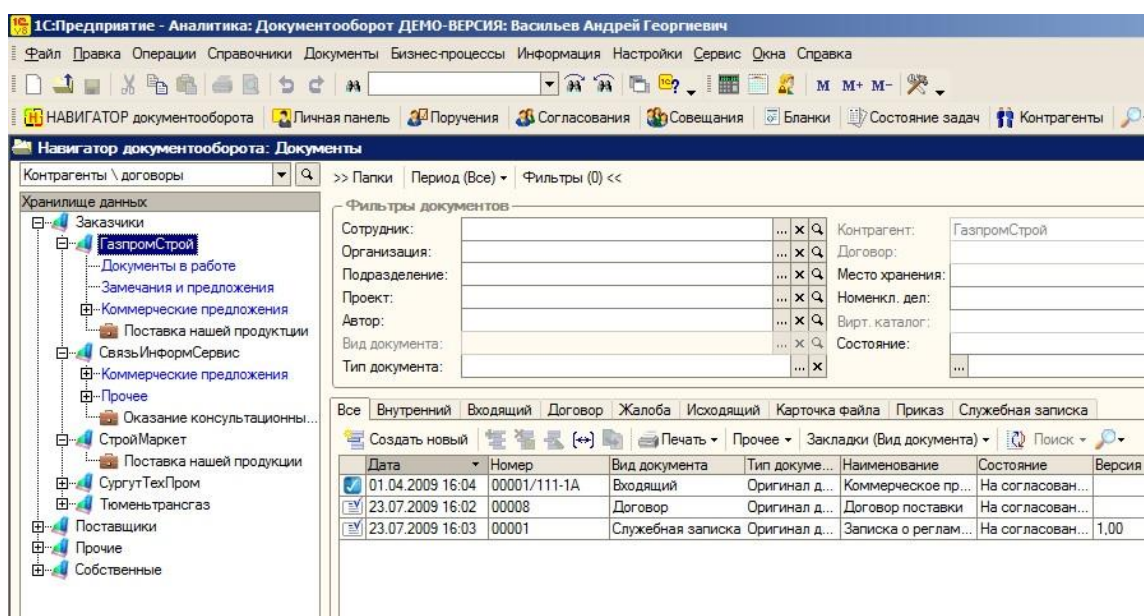 1С:Предприятие - Аналитика: Документооборот ДЕМО-ВЕРСИЯ: Васильев Андрей Георгиевич
Файл Правка Операции Справочники Документы Бизнес-процессы Информация Настройки Сервис Окна Справка
М М+ М-
НАВИГАТОР документооборота Личная панель Поручения Согласования Совещания Бланки Состояние задач Контрагенты
Навигатор документооборота: Документы
Контрагенты \ договоры
>> Папки Период (Все) Фильтры (0) <<
Хранилище данных
Заказчики
ГазпромСтрой
Документы в работе
Замечания и предложения
Коммерческие предложения
Поставка нашей продуктции
СвязьИнформСервис
Коммерческие предложения
Прочее
Оказание консультационны...
СтройМаркет
Поставка нашей продукции
СургутТехПром
Тюменьтрансгаз
Поставщики
Прочие
Собственные
Фильтры документов
Сотрудник: Контрагент: ГазпромСтрой
Организация: Договор:
Подразделение: Место хранения:
Проект: Номенкл. дел:
Автор: Вирт. каталог:
Вид документа: Состояние:
Тип документа:
Все Внутренний Входящий Договор Жалоба Исходящий Карточка файла Приказ Служебная записка
Создать новый Печать Прочее Закладки (Вид документа) Поиск
Дата Номер Вид документа Тип докуме... Наименование Состояние Версия
01.04.2009 16:04 00001/111-1А Входящий Оригинал д... Коммерческое пр... На согласован...
23.07.2009 16:02 00008 Договор Оригинал д... Договор поставки На согласован...
23.07.2009 16:03 00001 Служебная записка Оригинал д... Записка о реглам... На согласован... 1,00